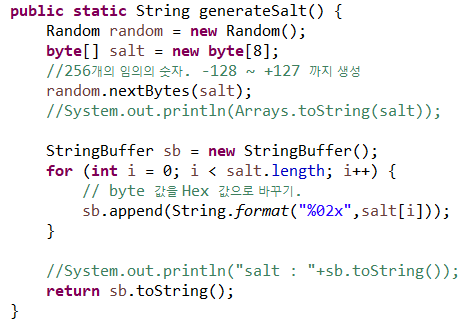 public static String generateSalt() {
    Random random = new Random();
    byte[] salt = new byte[8];
    //256개의 임의의 숫자. -128 ~ +127 까지 생성
    random.nextBytes(salt);
    //System.out.println(Arrays.toString(salt));

    StringBuffer sb = new StringBuffer();
    for (int i = 0; i < salt.length; i++) {
        // byte 값을 Hex 값으로 바꾸기.
        sb.append(String.format("%02x",salt[i]));
    }

    //System.out.println("salt : "+sb.toString());
    return sb.toString();
}